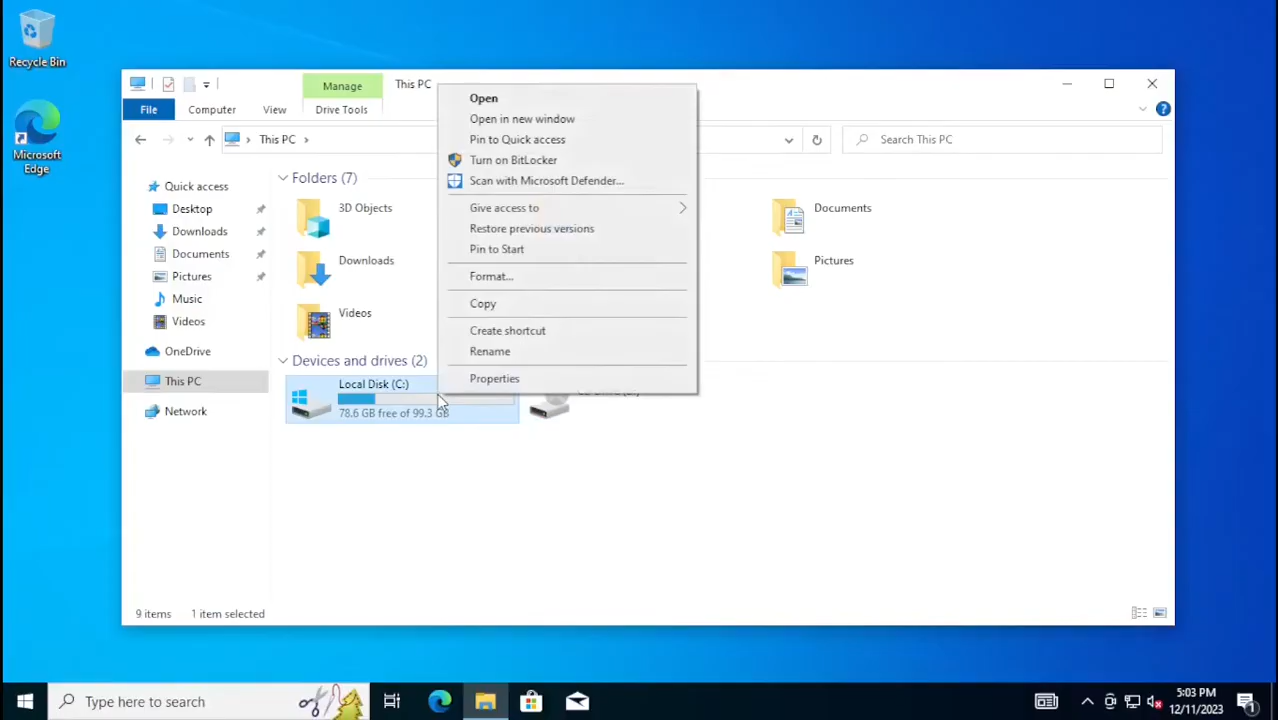 Recycle Bin
Microsoft
Edge
Manage
This PC
File
Computer
View
Drive Tools
This PC
Search This PC
Quick access
Desktop
Downloads
Documents
Pictures
Music
Videos
OneDrive
This PC
Network
Folders (7)
3D Objects
Downloads
Videos
Documents
Pictures
Devices and drives (2)
Local Disk (C:)
78.6 GB free of 99.3 GB
Open
Open in new window
Pin to Quick access
Turn on BitLocker
Scan with Microsoft Defender...
Give access to
Restore previous versions
Pin to Start
Format...
Copy
Create shortcut
Rename
Properties
9 items
1 item selected
Type here to search
5:03 PM
12/11/2023
1